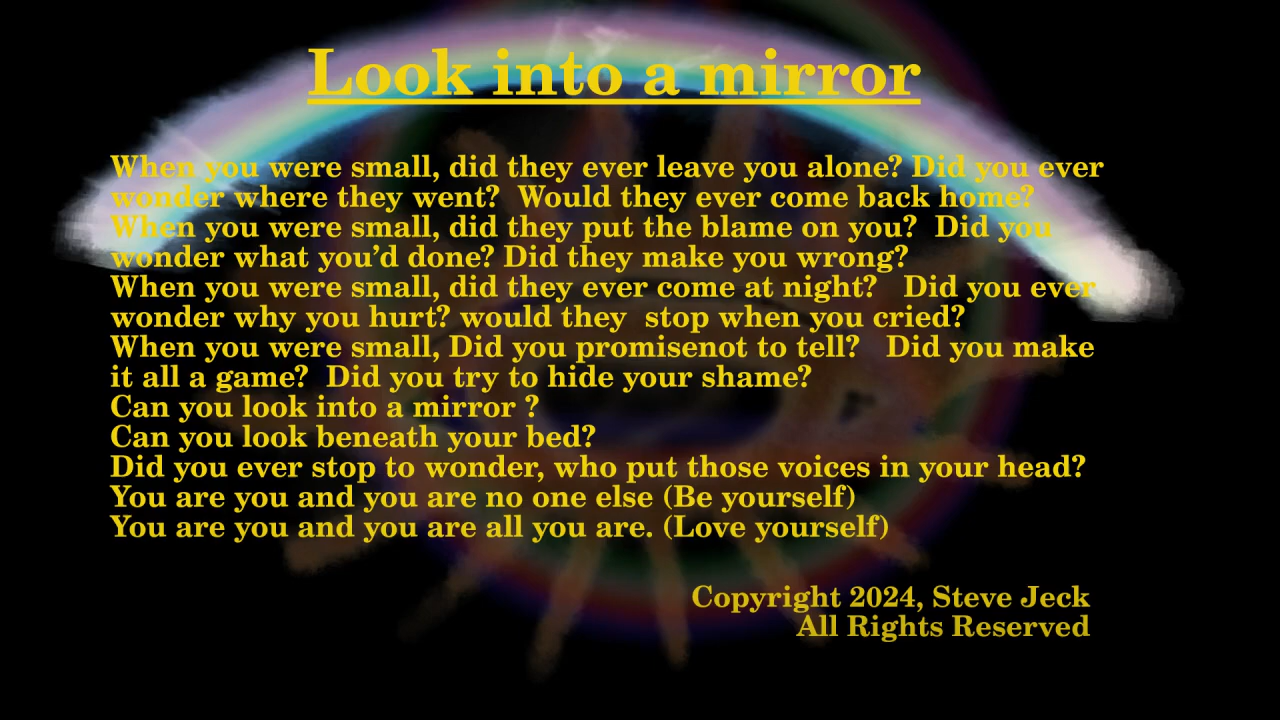 Look into a mirror
When you were small, did they ever leave you alone? Did you ever
wonder where they went?  Would they ever come back home?
When you were small, did they put the blame on you?  Did you
wonder what you’d done? Did they make you wrong?
When you were small, did they ever come at night?   Did you ever
wonder why you hurt? would they  stop when you cried?
When you were small, Did you promisenot to tell?   Did you make
it all a game?  Did you try to hide your shame?
Can you look into a mirror ?
Can you look beneath your bed?
Did you ever stop to wonder, who put those voices in your head?
You are you and you are no one else (Be yourself)
You are you and you are all you are. (Love yourself)
Copyright 2024, Steve Jeck
All Rights Reserved